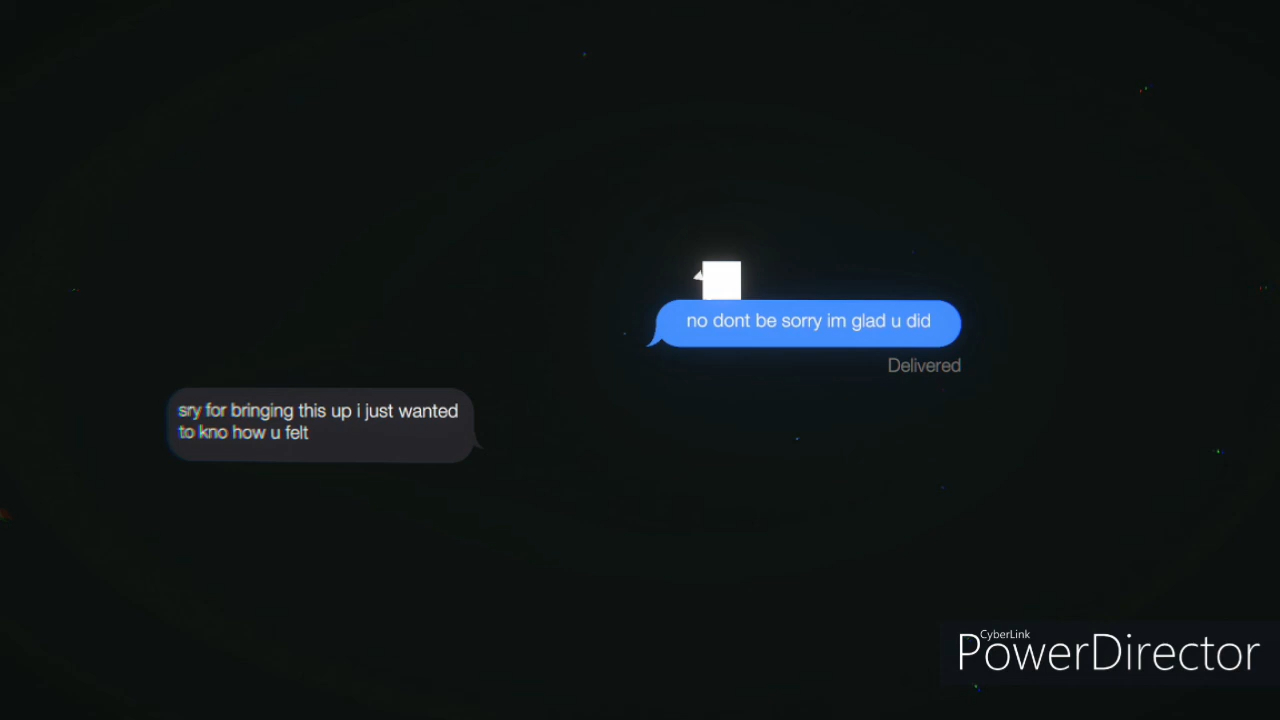 no dont be sorry im glad u did
Delivered
sry for bringing this up i just wanted
to kno how u felt
CyberLink
PowerDirector